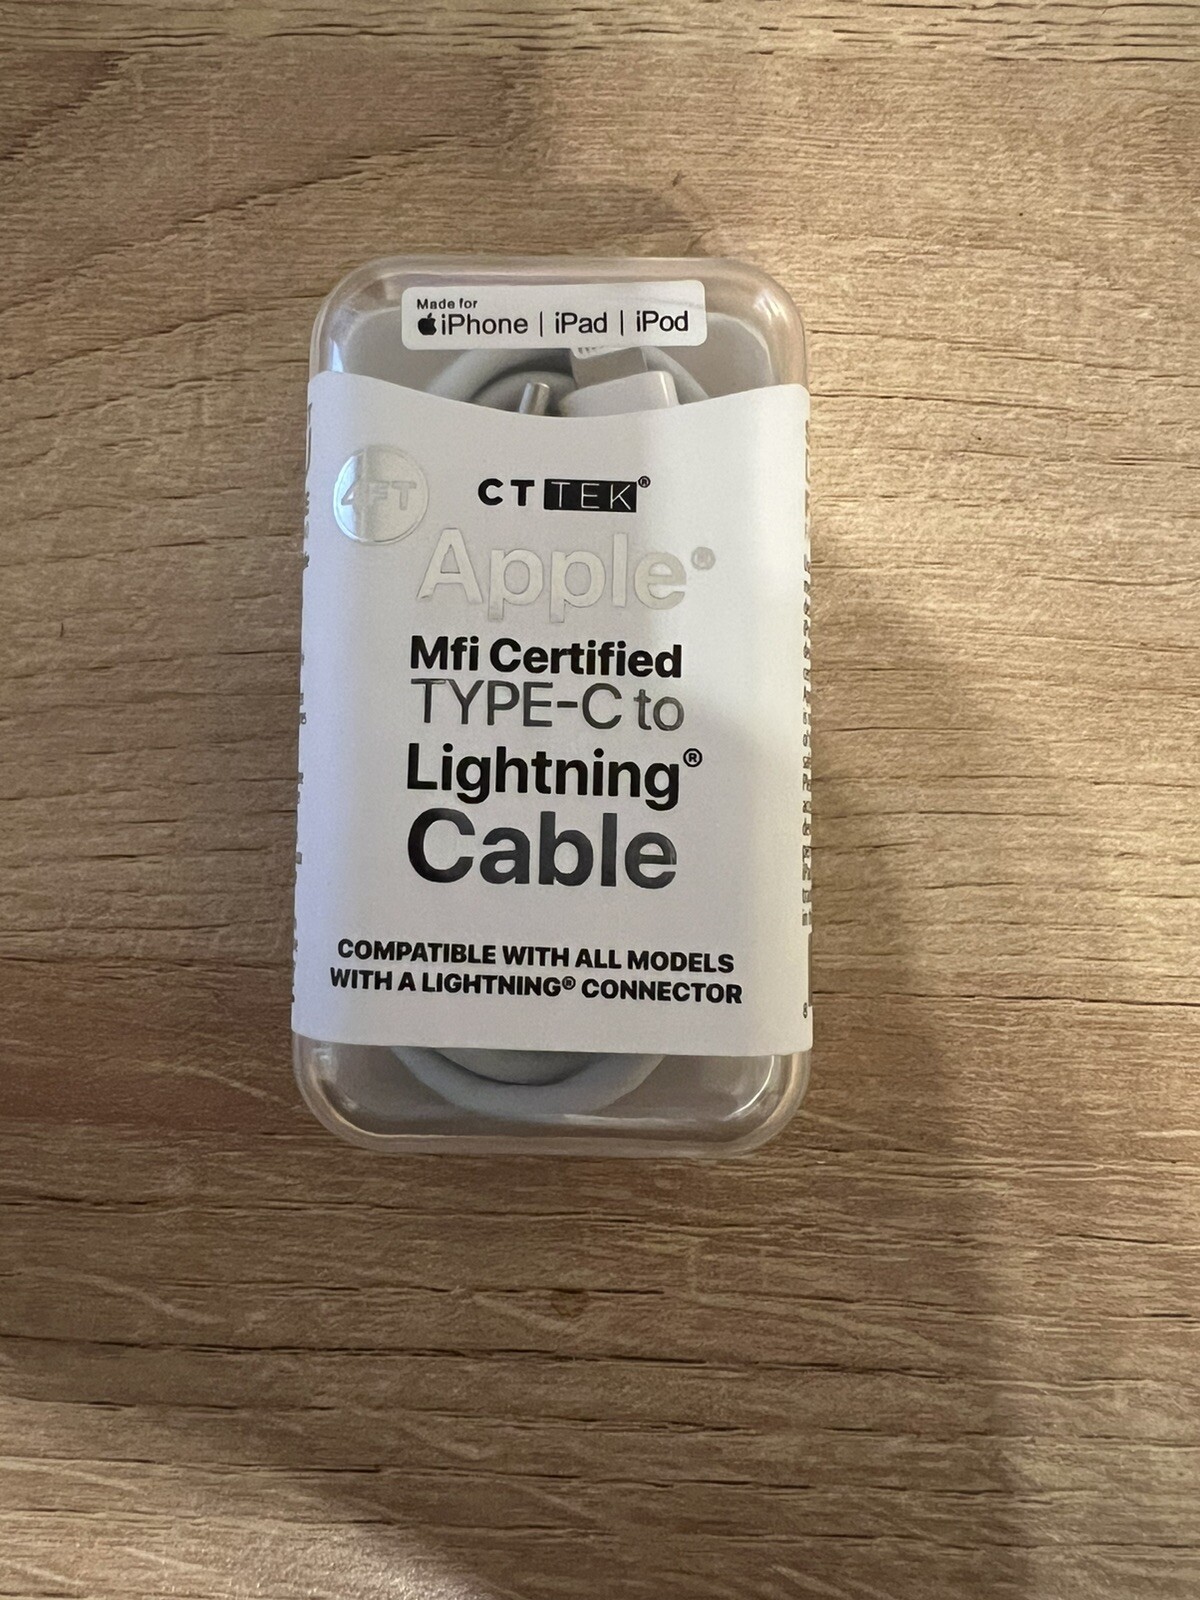 Made for
iPhone | iPad | iPod
4FT
CT TEK®
Apple®
Mfi Certified
TYPE-C to
Lightning®
Cable
COMPATIBLE WITH ALL MODELS
WITH A LIGHTNING® CONNECTOR